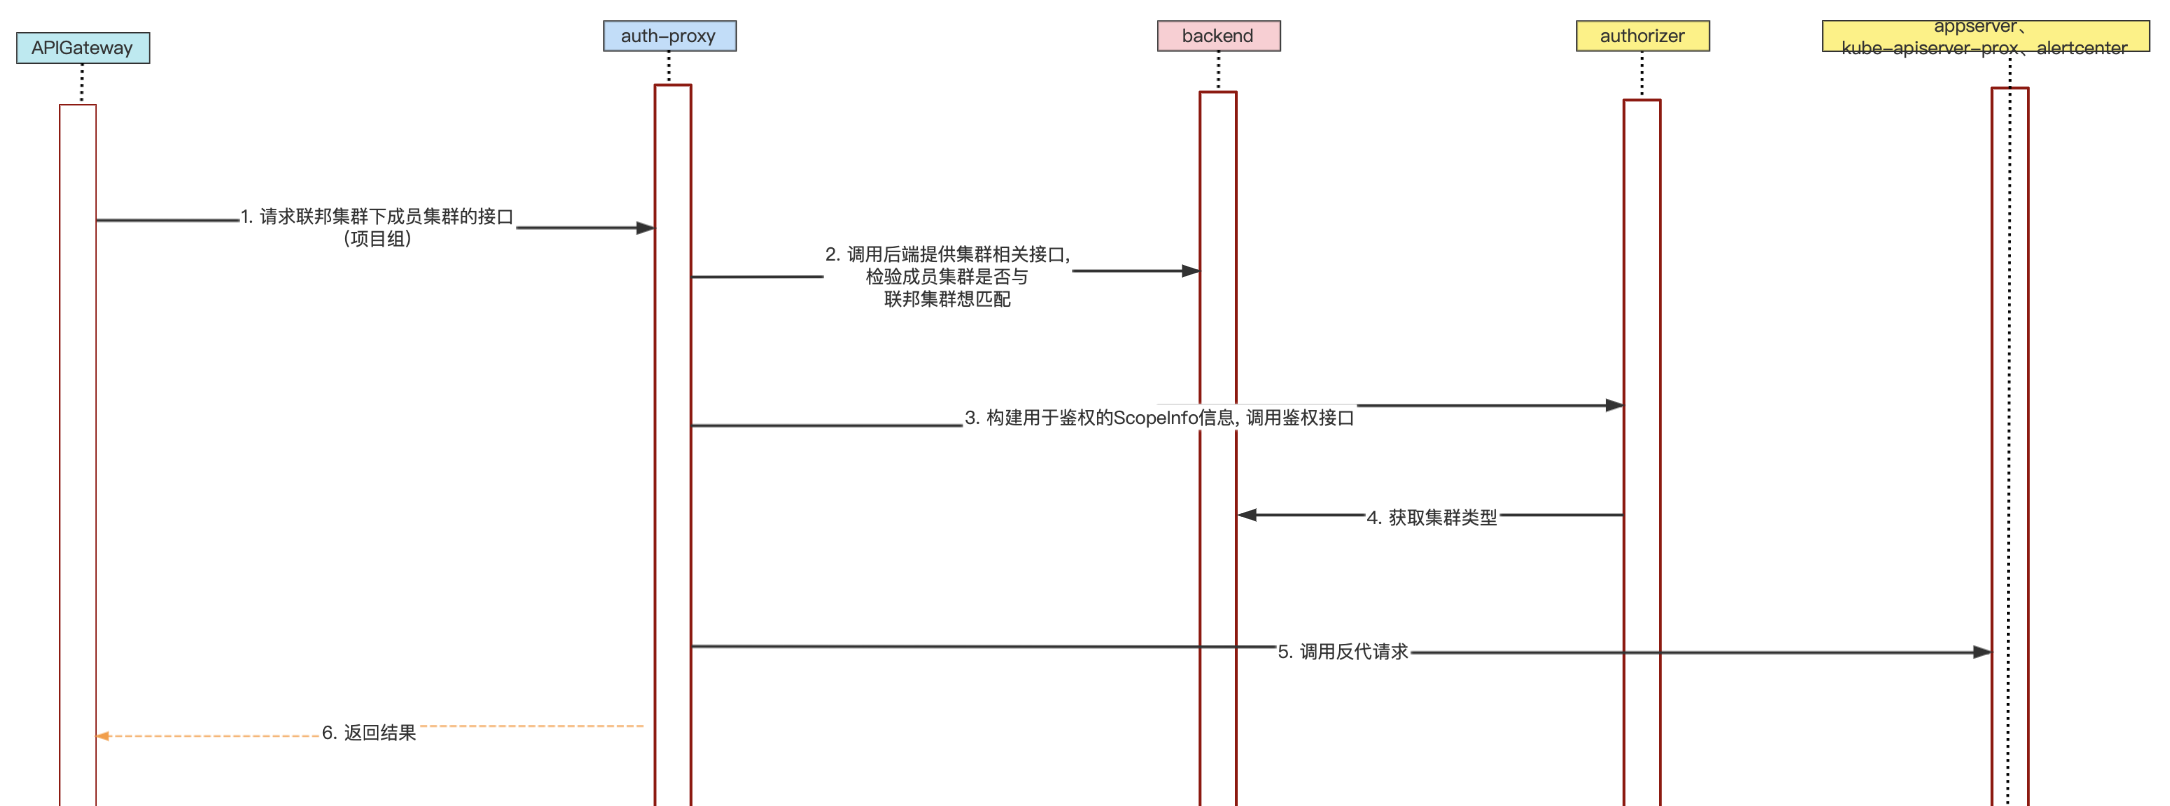 APIGateway
auth-proxy
backend
authorizer
appserver、
kube-apiserver-prox、alertcenter
1. 请求联邦集群下成员集群的接口
(项目组)
2. 调用后端提供集群相关接口,
检验成员集群是否与
联邦集群想匹配
3. 构建用于鉴权的ScopeInfo信息, 调用鉴权接口
4. 获取集群类型
5. 调用反代请求
6. 返回结果